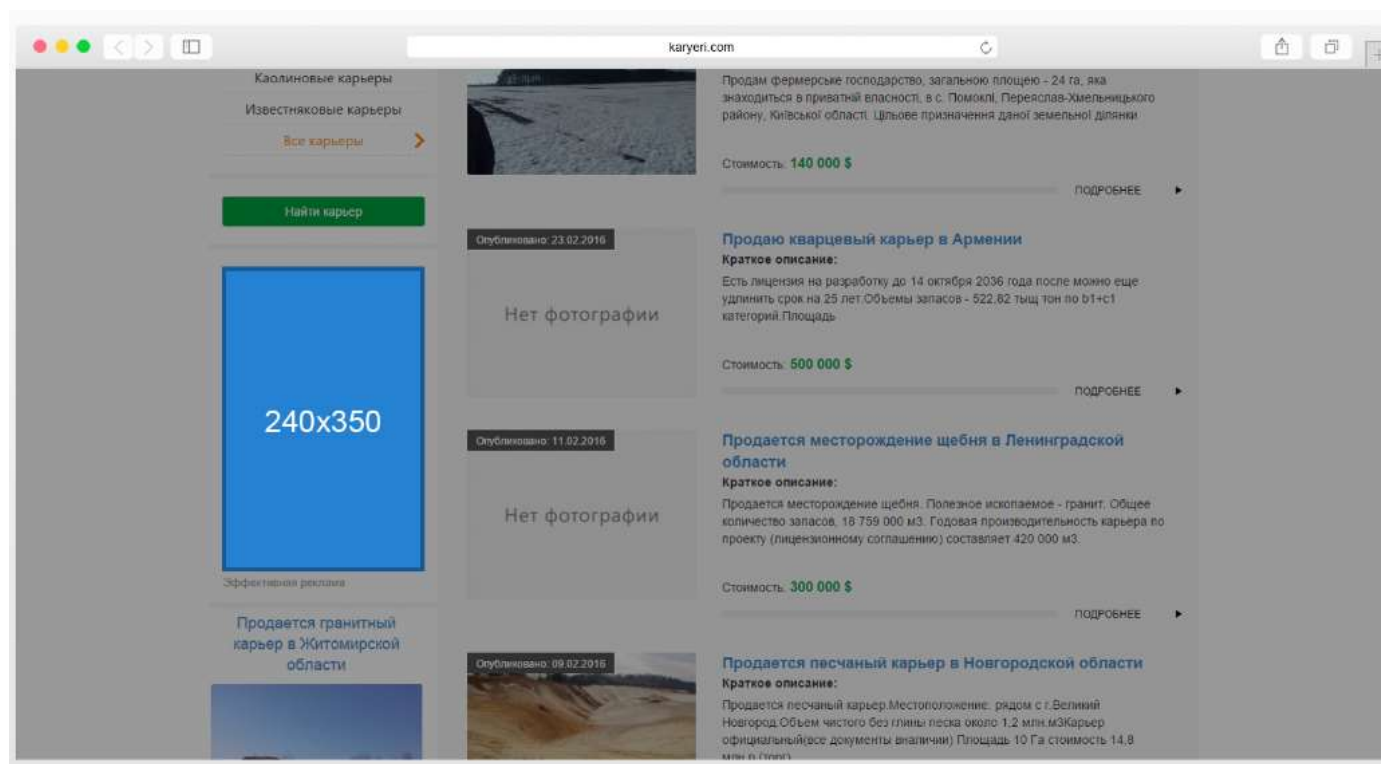 karyeri.com
Каолиновые карьеры
Известняковые карьеры
Все карьеры
Найти карьер
240x350
Эффективная реклама
Продается гранитный
карьер в Житомирской
области
Продам фермерське господарство, загальною площею - 24 га, яка
знаходиться в приватній власності, в с. Помоклі, Переяслав-Хмельницького
району, Київської області. Цільове призначення даної земельної ділянки
Стоимость: 140 000 $
ПОДРОБНЕЕ
Опубликовано: 23.02.2016
Нет фотографии
Продаю кварцевый карьер в Армении
Краткое описание:
Есть лицензия на разработку до 14 октября 2036 года после можно еще
удлинить срок на 25 лет.Объемы запасов - 522,82 тыщ тон по b1+c1
категорий.Площадь
Стоимость: 500 000 $
ПОДРОБНЕЕ
Опубликовано: 11.02.2016
Нет фотографии
Продается месторождение щебня в Ленинградской
области
Краткое описание:
Продается месторождение щебня. Полезное ископаемое - гранит. Общее
количество запасов, 18 759 000 м3. Годовая производительность карьера по
проекту (лицензионному соглашению) составляет 420 000 м3.
Стоимость: 300 000 $
ПОДРОБНЕЕ
Опубликовано: 09.02.2016
Продается песчаный карьер в Новгородской области
Краткое описание:
Продается песчаный карьер.Местоположение: рядом с г.Великий
Новгород.Объем чистого без глины песка около 1,2 млн.м3Карьер
официальный(все документы вналичии) Площадь 10 Га стоимость 14,8
млн.р.(торг)